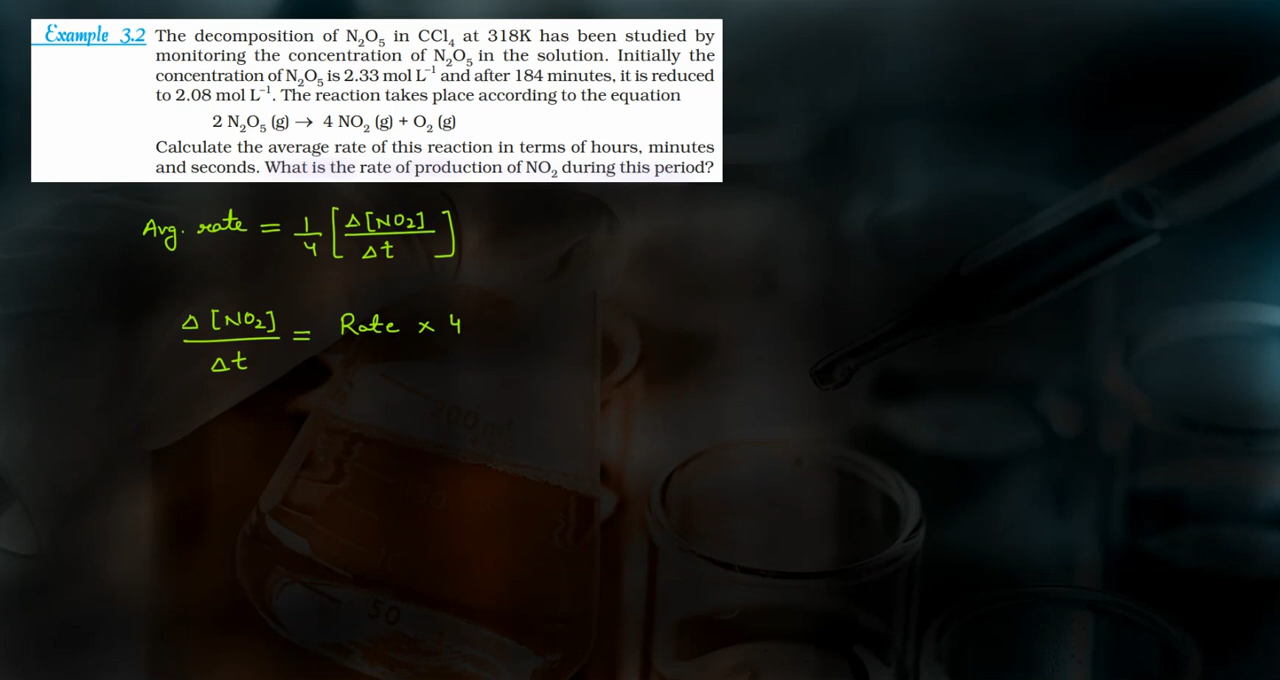 Example 3.2 The decomposition of N₂O₅ in CCl₄ at 318K has been studied by
monitoring the concentration of N₂O₅ in the solution. Initially the
concentration of N₂O₅ is 2.33 mol L⁻¹ and after 184 minutes, it is reduced
to 2.08 mol L⁻¹. The reaction takes place according to the equation
2 N₂O₅ (g) → 4 NO₂ (g) + O₂ (g)
Calculate the average rate of this reaction in terms of hours, minutes
and seconds. What is the rate of production of NO₂ during this period?
Avg. rate = 1/4 [Δ[NO₂]/Δt]
Δ[NO₂]/Δt = Rate × 4
50